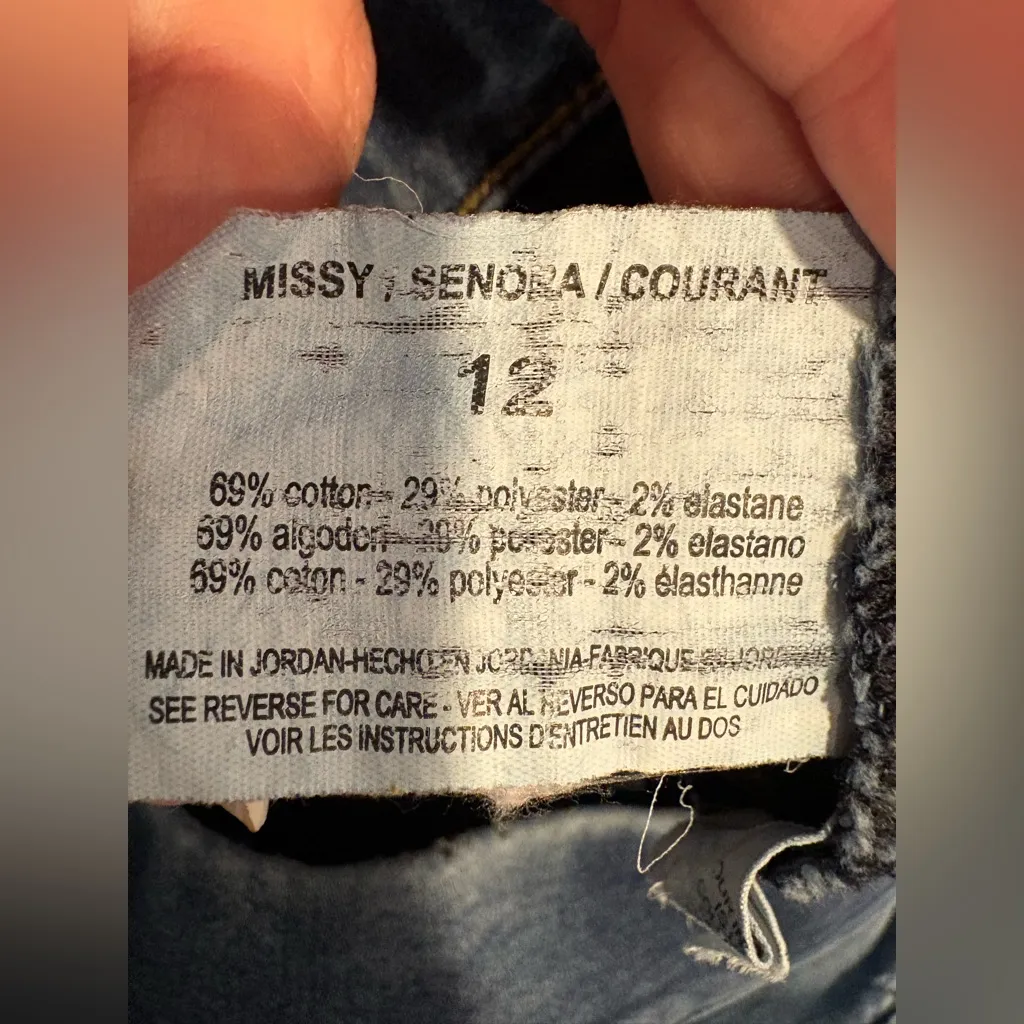 MISSY / SENORA / COURANT
12
69% cotton - 29% polyester - 2% elastane
69% algodon - 29% poliester - 2% elastano
69% coton - 29% polyester - 2% élasthanne
MADE IN JORDAN-HECHO EN JORDANIA-FABRIQUE EN JORDANIE
SEE REVERSE FOR CARE - VER AL REVERSO PARA EL CUIDADO
VOIR LES INSTRUCTIONS D'ENTRETIEN AU DOS